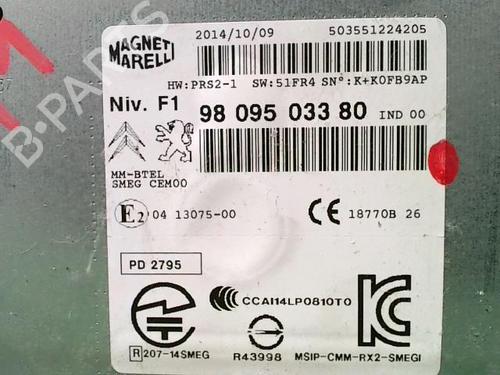 MAGNETI MARELLI
2014/10/09 503551224205
HW:PRS2-1 SW:51FR4 SN°:K+K0FB9AP
Niv. F1
98 095 033 80 IND 00
MM-BTEL
SMEG CEM00
E2 04 13075-00 CE 18770B 26
PD 2795
CCAI14LP0810T0
R 207-14SMEG R43998 MSIP-CMM-RX2-SMEGI
B-PARTS